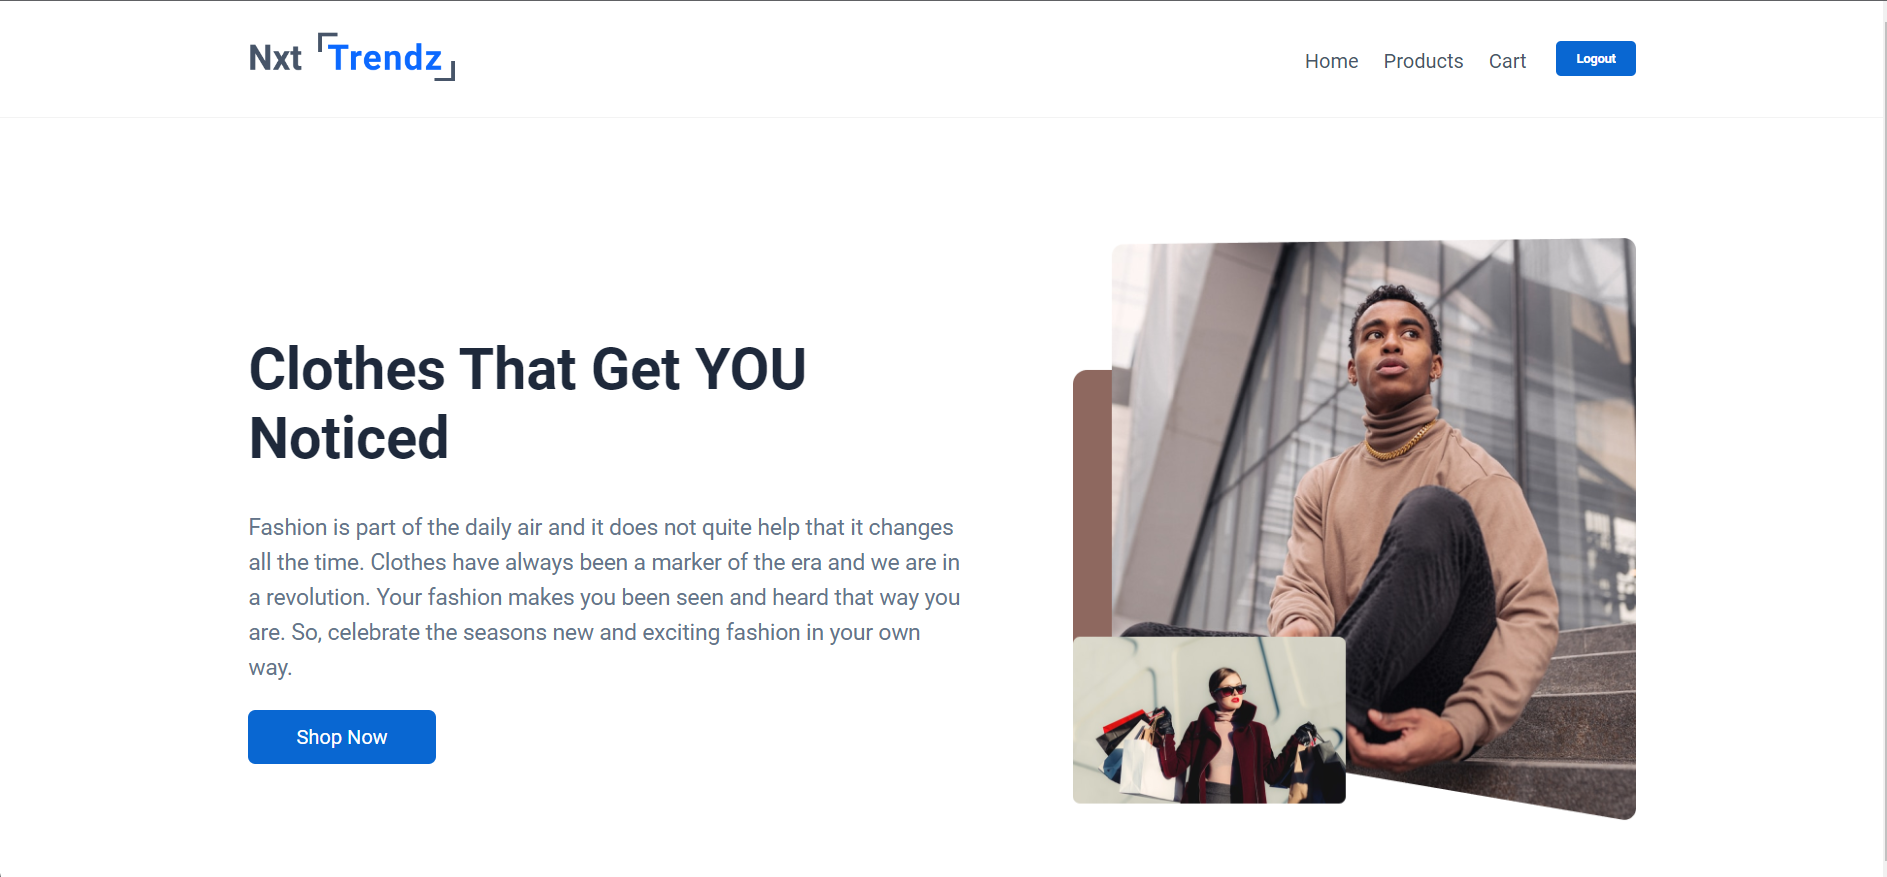 Nxt Trendz
Home Products Cart Logout
Clothes That Get YOU
Noticed
Fashion is part of the daily air and it does not quite help that it changes
all the time. Clothes have always been a marker of the era and we are in
a revolution. Your fashion makes you been seen and heard that way you
are. So, celebrate the seasons new and exciting fashion in your own
way.
Shop Now